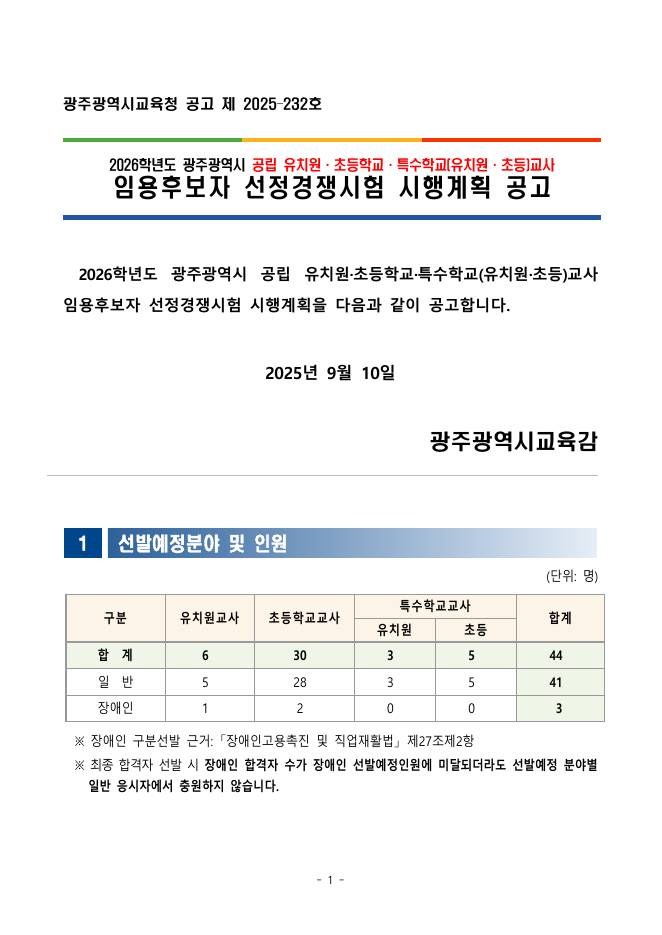 광주광역시교육청 공고 제 2025-232호
2026학년도 광주광역시 공립 유치원·초등학교·특수학교(유치원·초등)교사
임용후보자 선정경쟁시험 시행계획 공고
2026학년도 광주광역시 공립 유치원·초등학교·특수학교(유치원·초등)교사
임용후보자 선정경쟁시험 시행계획을 다음과 같이 공고합니다.
2025년 9월 10일
광주광역시교육감
1 선발예정분야 및 인원
(단위: 명)
구분 유치원교사 초등학교교사 특수학교교사 합계
유치원 초등
합 계 6 30 3 5 44
일 반 5 28 3 5 41
장애인 1 2 0 0 3
※ 장애인 구분선발 근거:「장애인고용촉진 및 직업재활법」제27조제2항
※ 최종 합격자 선발 시 장애인 합격자 수가 장애인 선발예정인원에 미달되더라도 선발예정 분야별
일반 응시자에서 충원하지 않습니다.
- 1 -